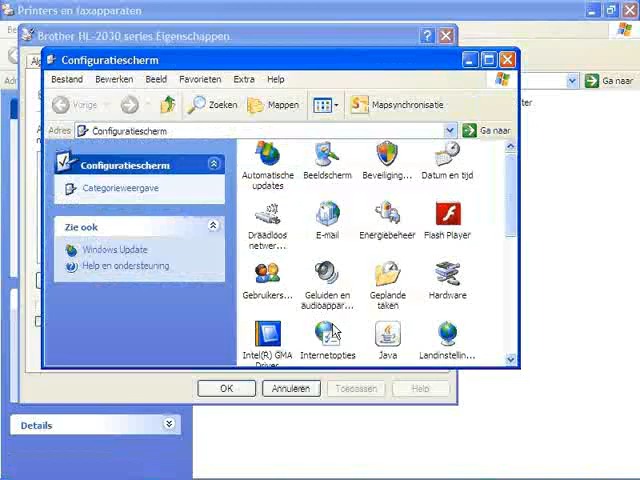 Printers en faxapparaten
Brother HL-2030 series Eigenschappen
Configuratiescherm
Bestand Bewerken Beeld Favorieten Extra Help
Vorige Zoeken Mappen Mapsynchronisatie
Ga naar
Adres Configuratiescherm Ga naar
Configuratiescherm
Categorieweergave
Zie ook
Windows Update
Help en ondersteuning
Automatische updates
Beeldscherm
Beveiliging...
Datum en tijd
Draadloos netwer...
E-mail
Energiebeheer
Flash Player
Gebruikers...
Geluiden en audioappar...
Geplande taken
Hardware
Intel(R) GMA Driver
Internetopties
Java
Landinstellin...
OK Annuleren Toepassen Help
Details